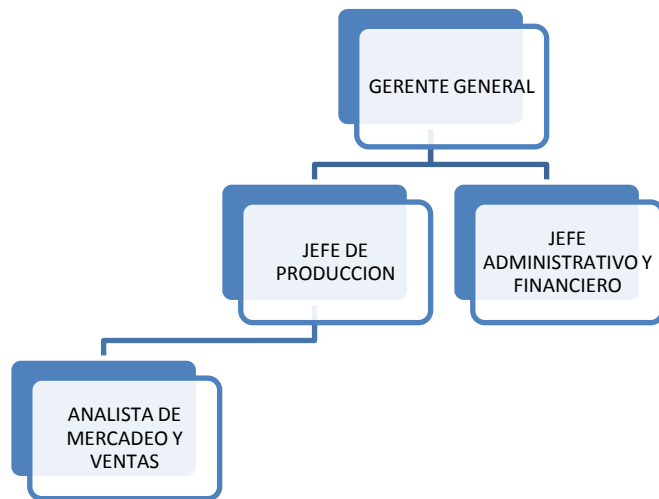 GERENTE GENERAL
JEFE DE
PRODUCCION
JEFE
ADMINISTRATIVO Y
FINANCIERO
ANALISTA DE
MERCADEO Y
VENTAS